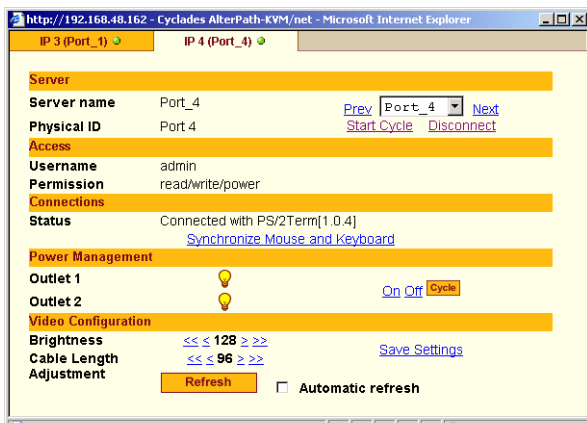 http://192.168.48.162 - Cyclades AlterPath-KVM/net - Microsoft Internet Explorer
IP 3 (Port_1) IP 4 (Port_4)
Server
Server name Port_4 Prev Port_4 Next
Physical ID Port 4 Start Cycle Disconnect
Access
Username admin
Permission read/write/power
Connections
Status Connected with PS/2Term[1.0.4]
Synchronize Mouse and Keyboard
Power Management
Outlet 1
On Off Cycle
Outlet 2
Video Configuration
Brightness << < 128 > >>
Save Settings
Cable Length Adjustment << < 96 > >>
Refresh Automatic refresh